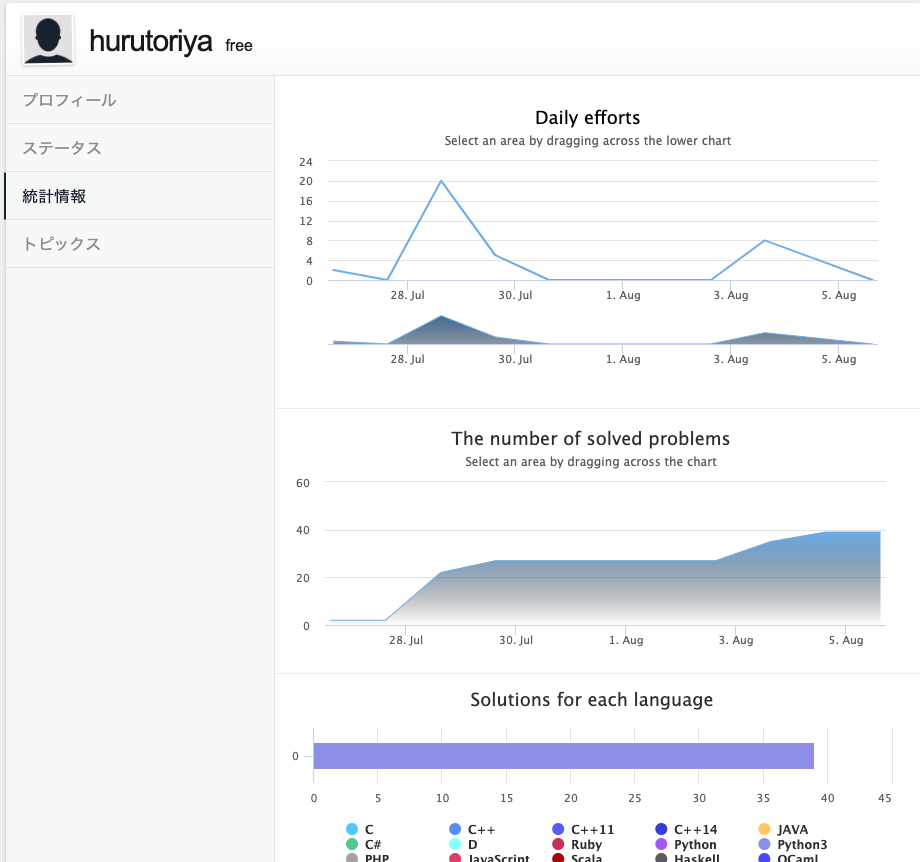 hurutoriya free
プロフィール
ステータス
統計情報
トピックス
Daily efforts
Select an area by dragging across the lower chart
24
20
16
12
8
4
0
28. Jul 30. Jul 1. Aug 3. Aug 5. Aug
28. Jul 30. Jul 1. Aug 3. Aug 5. Aug
The number of solved problems
Select an area by dragging across the chart
60
40
20
0
28. Jul 30. Jul 1. Aug 3. Aug 5. Aug
Solutions for each language
0
0 5 10 15 20 25 30 35 40 45
C C++ C++11 C++14 JAVA
C# D Ruby Python Python3
PHP JavaScript Scala Haskell OCaml